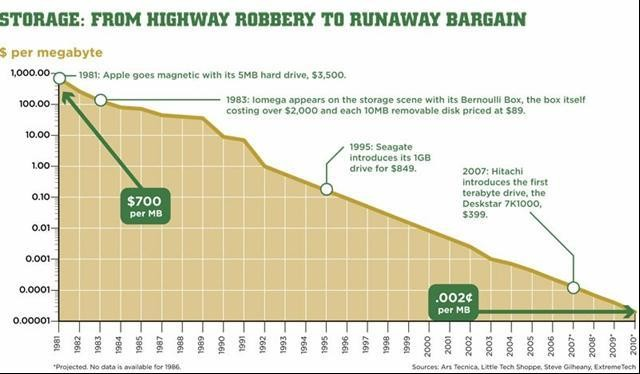 STORAGE: FROM HIGHWAY ROBBERY TO RUNAWAY BARGAIN
$ per megabyte
1,000.00
100.00
10.00
1.00
0.10
0.01
0.001
0.0001
0.00001
1981: Apple goes magnetic with its 5MB hard drive, $3,500.
1983: Iomega appears on the storage scene with its Bernoulli Box, the box itself
costing over $2,000 and each 10MB removable disk priced at $89.
1995: Seagate
introduces its 1GB
drive for $849.
2007: Hitachi
introduces the first
terabyte drive, the
Deskstar 7K1000,
$399.
$700
per MB
.002¢
per MB
1981
1982
1983
1984
1985
1987
1988
1989
1990
1991
1992
1993
1994
1995
1996
1997
1998
1999
2000
2001
2002
2003
2004
2005
2006
2007*
2008*
2009*
2010*
*Projected. No data is available for 1986.
Sources: Ars Tecnica, Little Tech Shoppe, Steve Gilheany, ExtremeTech